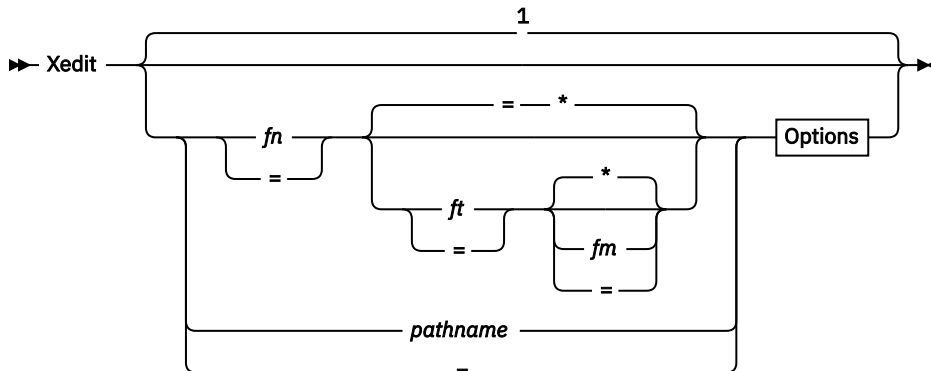 1
Xedit
= *
fn
Options
=
*
ft
=
fm
=
pathname
=